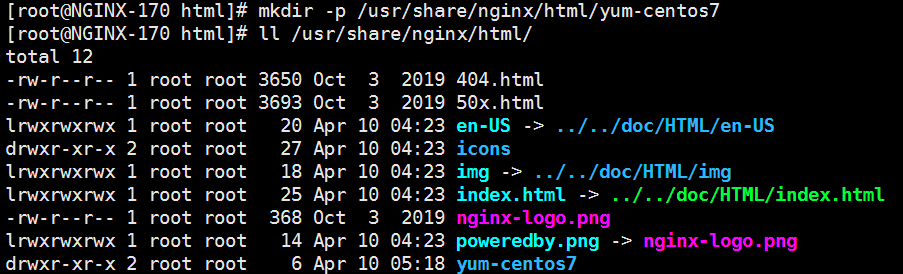 [root@NGINX-170 html]# mkdir -p /usr/share/nginx/html/yum-centos7
[root@NGINX-170 html]# ll /usr/share/nginx/html/
total 12
-rw-r--r-- 1 root root 3650 Oct  3  2019 404.html
-rw-r--r-- 1 root root 3693 Oct  3  2019 50x.html
lrwxrwxrwx 1 root root   20 Apr 10 04:23 en-US -> ../../doc/HTML/en-US
drwxr-xr-x 2 root root   27 Apr 10 04:23 icons
lrwxrwxrwx 1 root root   18 Apr 10 04:23 img -> ../../doc/HTML/img
lrwxrwxrwx 1 root root   25 Apr 10 04:23 index.html -> ../../doc/HTML/index.html
-rw-r--r-- 1 root root  368 Oct  3  2019 nginx-logo.png
lrwxrwxrwx 1 root root   14 Apr 10 04:23 poweredby.png -> nginx-logo.png
drwxr-xr-x 2 root root    6 Apr 10 05:18 yum-centos7